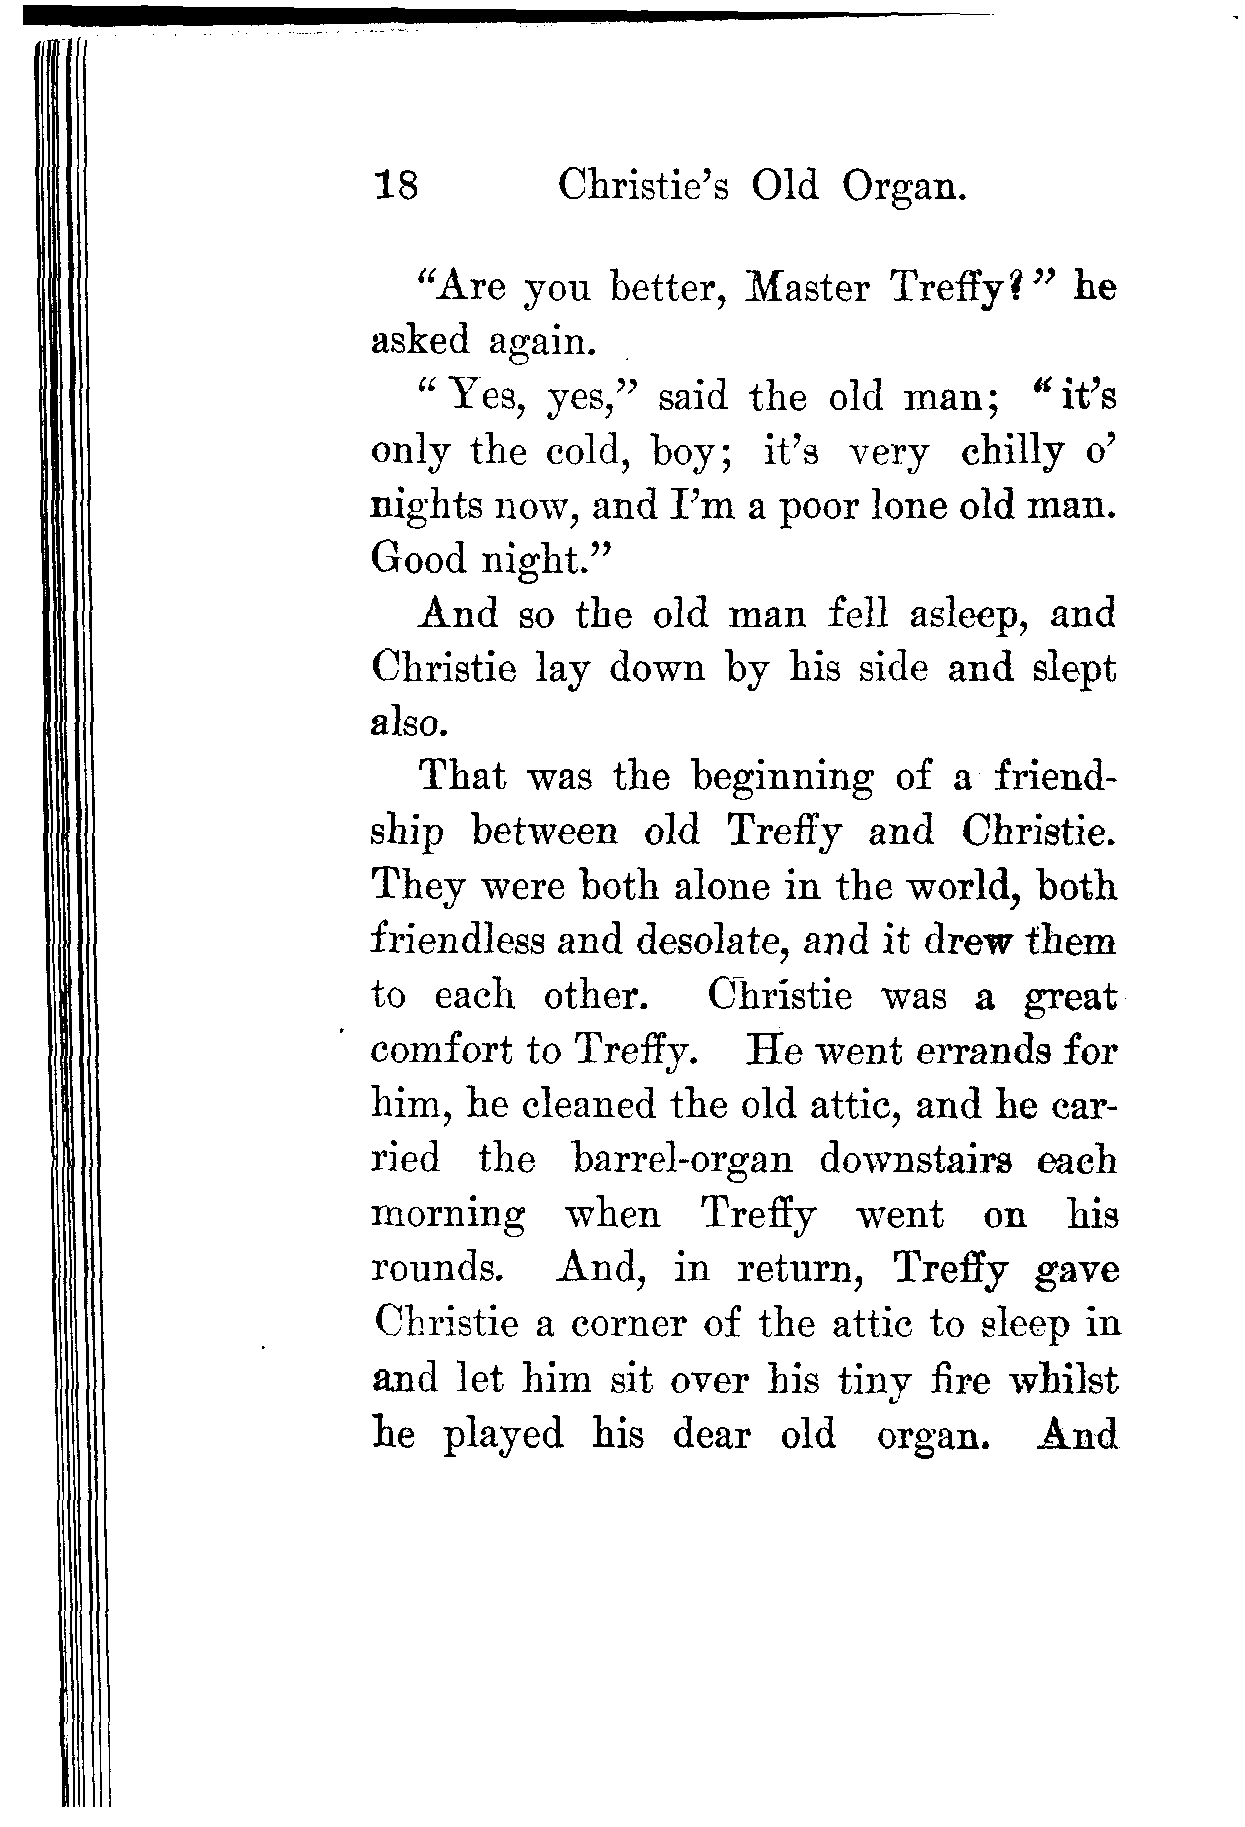 18 Christie's Old Organ.
"Are you better, Master Treffy?" he
asked again.
"Yes, yes," said the old man; "it's
only the cold, boy; it's very chilly o'
nights now, and I'm a poor lone old man.
Good night."
And so the old man fell asleep, and
Christie lay down by his side and slept
also.
That was the beginning of a friend-
ship between old Treffy and Christie.
They were both alone in the world, both
friendless and desolate, and it drew them
to each other. Christie was a great
comfort to Treffy. He went errands for
him, he cleaned the old attic, and he car-
ried the barrel-organ downstairs each
morning when Treffy went on his
rounds. And, in return, Treffy gave
Christie a corner of the attic to sleep in
and let him sit over his tiny fire whilst
he played his dear old organ. And